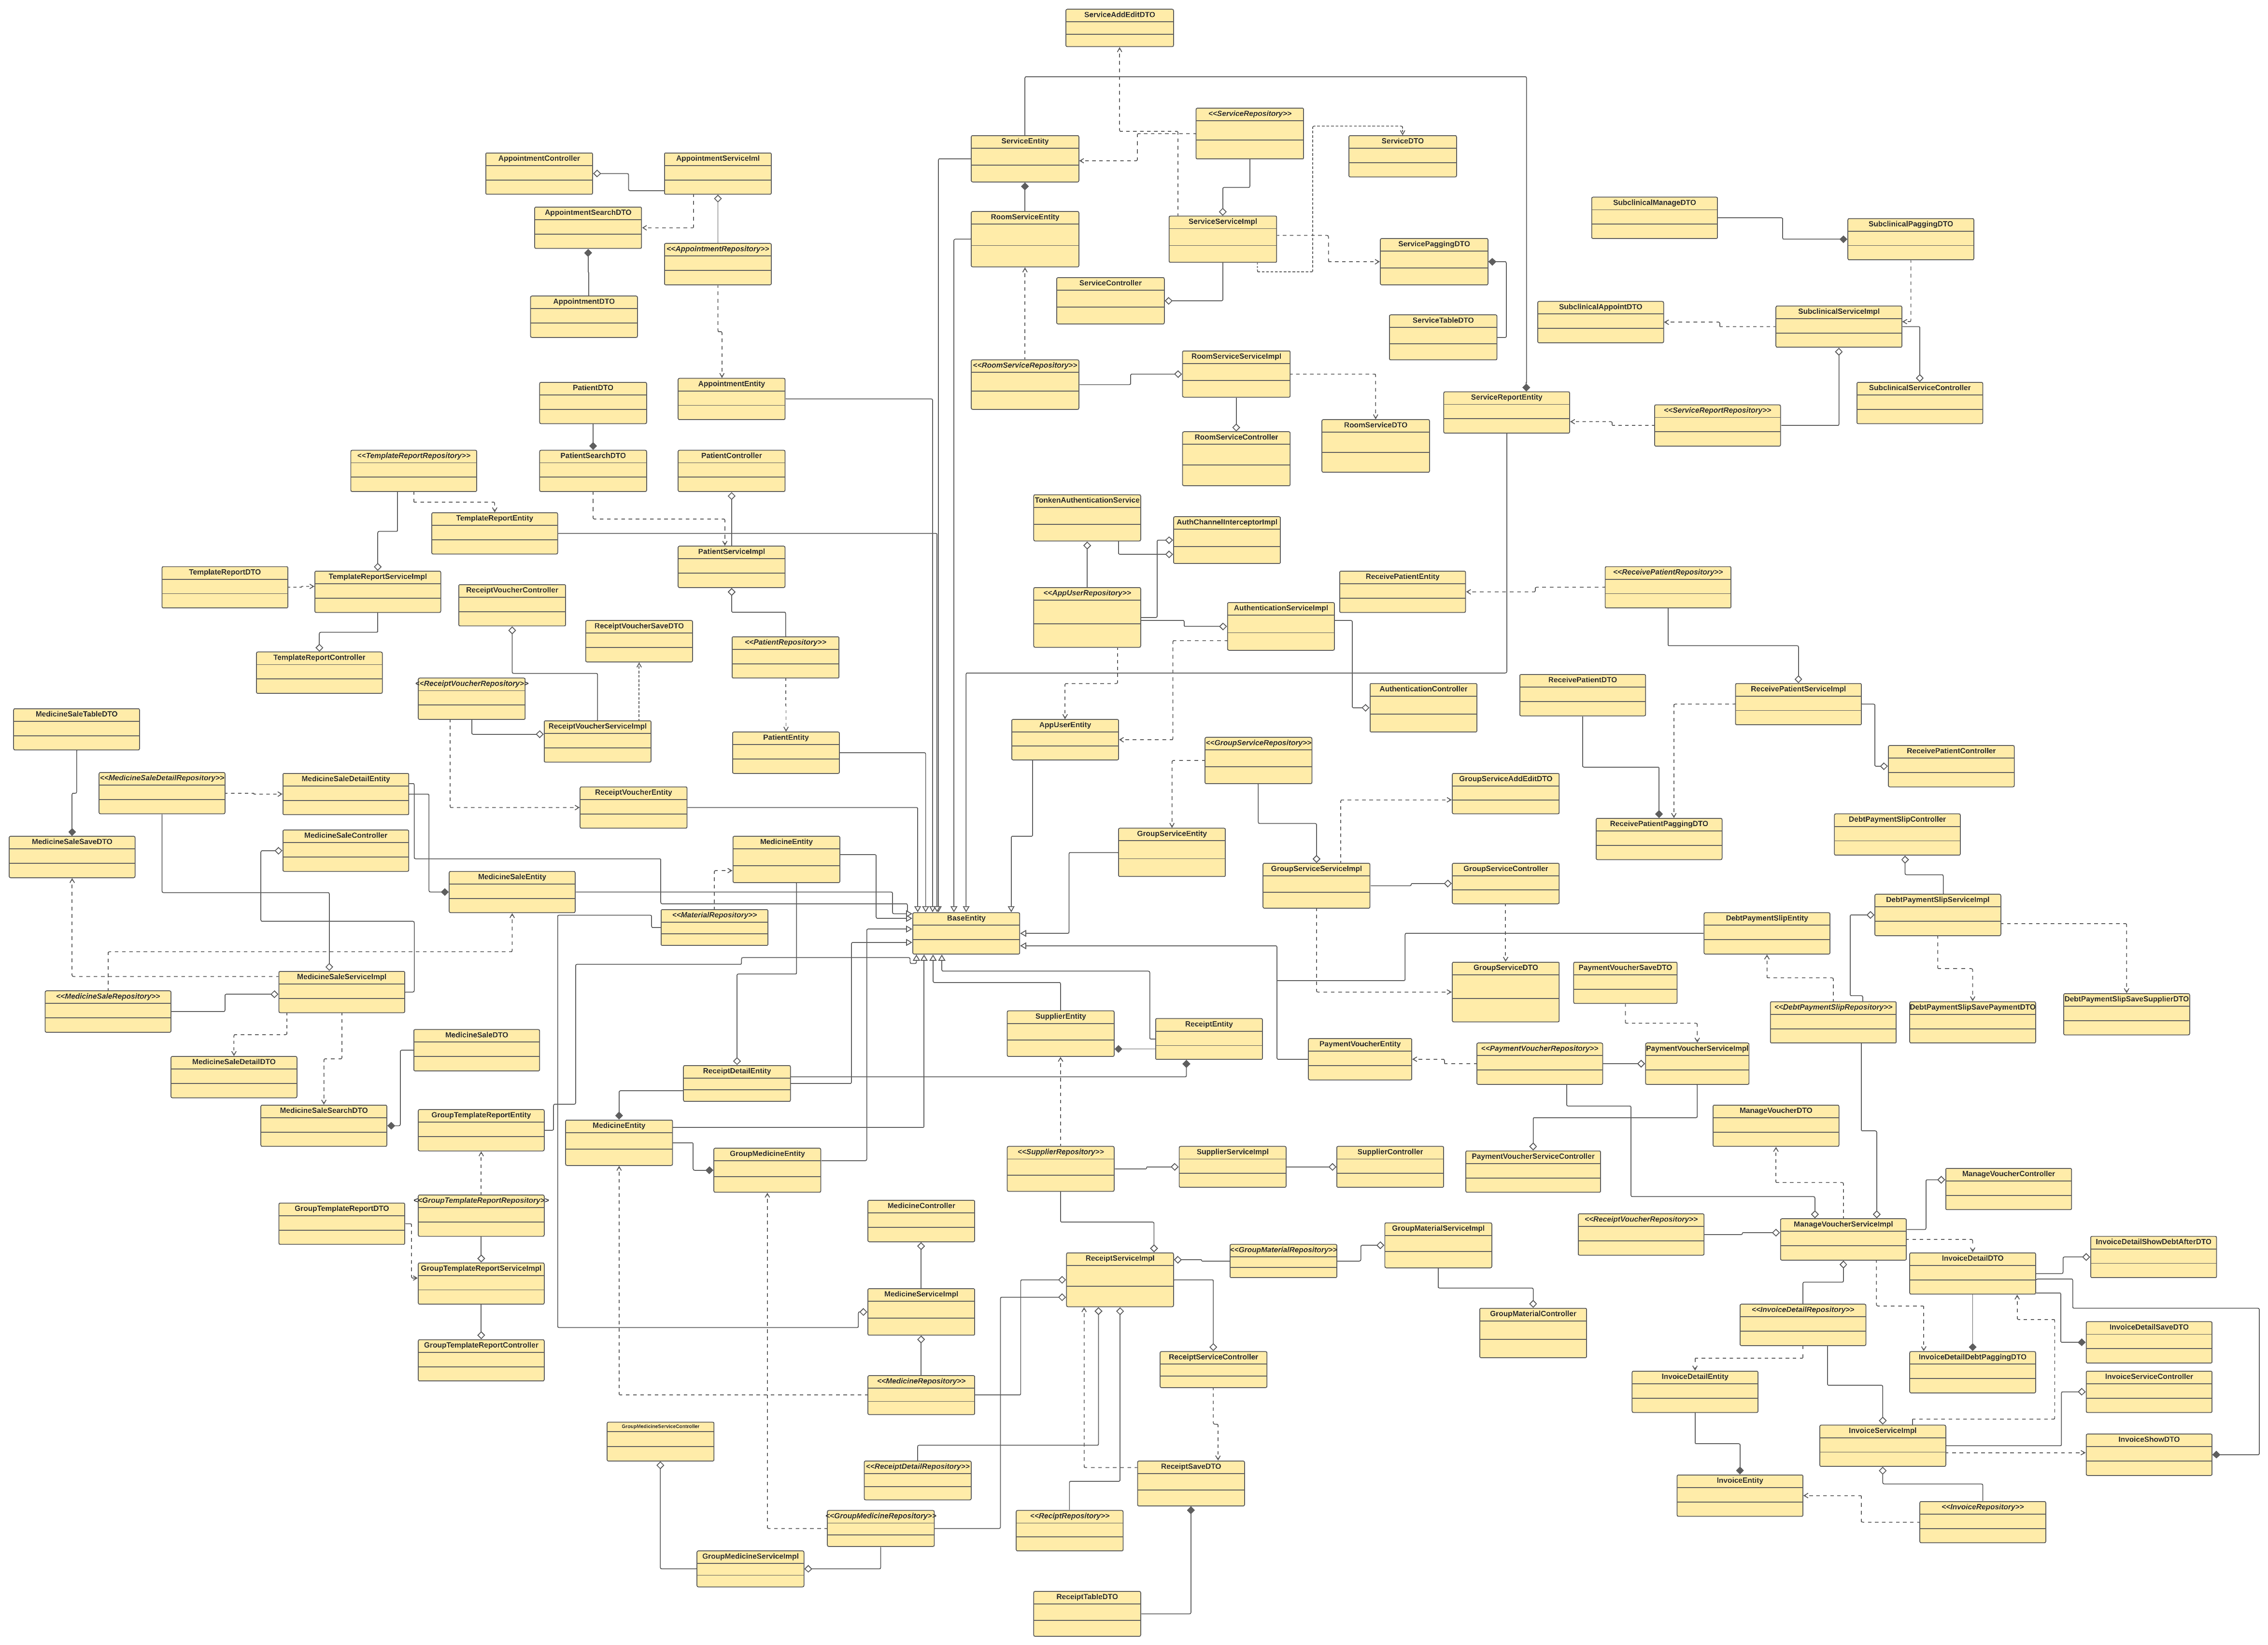 ServiceAddEditDTO
<<ServiceRepository>>
ServiceEntity
ServiceDTO
AppointmentController
AppointmentServiceIml
SubclinicalManageDTO
AppointmentSearchDTO
RoomServiceEntity
ServiceServiceImpl
SubclinicalPaggingDTO
<<AppointmentRepository>>
ServicePaggingDTO
ServiceController
AppointmentDTO
SubclinicalAppointDTO
SubclinicalServiceImpl
ServiceTableDTO
RoomServiceServiceImpl
<<RoomServiceRepository>>
AppointmentEntity
PatientDTO
SubclinicalServiceController
ServiceReportEntity
<<ServiceReportRepository>>
RoomServiceDTO
RoomServiceController
<<TemplateReportRepository>>
PatientSearchDTO
PatientController
TonkenAuthenticationService
TemplateReportEntity
AuthChannelInterceptorImpl
PatientServiceImpl
TemplateReportDTO
TemplateReportServiceImpl
ReceivePatientEntity
<<ReceivePatientRepository>>
ReceiptVoucherController
<<AppUserRepository>>
AuthenticationServiceImpl
ReceiptVoucherSaveDTO
<<PatientRepository>>
TemplateReportController
ReceivePatientDTO
<<ReceiptVoucherRepository>>
AuthenticationController
ReceivePatientServiceImpl
MedicineSaleTableDTO
ReceiptVoucherServiceImpl
AppUserEntity
PatientEntity
<<GroupServiceRepository>>
ReceivePatientController
<<MedicineSaleDetailRepository>>
MedicineSaleDetailEntity
GroupServiceAddEditDTO
ReceiptVoucherEntity
ReceivePatientPaggingDTO
DebtPaymentSlipController
MedicineSaleSaveDTO
MedicineSaleController
MedicineEntity
GroupServiceEntity
GroupServiceServiceImpl
GroupServiceController
MedicineSaleEntity
DebtPaymentSlipServiceImpl
<<MaterialRepository>>
BaseEntity
DebtPaymentSlipEntity
MedicineSaleServiceImpl
GroupServiceDTO
PaymentVoucherSaveDTO
<<MedicineSaleRepository>>
DebtPaymentSlipSaveSupplierDTO
<<DebtPaymentSlipRepository>>
DebtPaymentSlipSavePaymentDTO
SupplierEntity
ReceiptEntity
MedicineSaleDTO
PaymentVoucherEntity
<<PaymentVoucherRepository>>
PaymentVoucherServiceImpl
MedicineSaleDetailDTO
ReceiptDetailEntity
MedicineSaleSearchDTO
GroupTemplateReportEntity
ManageVoucherDTO
MedicineEntity
GroupMedicineEntity
<<SupplierRepository>>
SupplierServiceImpl
SupplierController
PaymentVoucherServiceController
ManageVoucherController
<<GroupTemplateReportRepository>>
GroupTemplateReportDTO
MedicineController
<<ReceiptVoucherRepository>>
ManageVoucherServiceImpl
GroupMaterialServiceImpl
InvoiceDetailShowDebtAfterDTO
<<GroupMaterialRepository>>
ReceiptServiceImpl
InvoiceDetailDTO
GroupTemplateReportServiceImpl
MedicineServiceImpl
<<InvoiceDetailRepository>>
GroupMaterialController
InvoiceDetailSaveDTO
GroupTemplateReportController
ReceiptServiceController
InvoiceDetailDebtPaggingDTO
<<MedicineRepository>>
InvoiceDetailEntity
InvoiceServiceController
GroupMedicineServiceController
InvoiceServiceImpl
InvoiceShowDTO
<<ReceiptDetailRepository>>
ReceiptSaveDTO
InvoiceEntity
<<InvoiceRepository>>
<<GroupMedicineRepository>>
<<ReciptRepository>>
GroupMedicineServiceImpl
ReceiptTableDTO